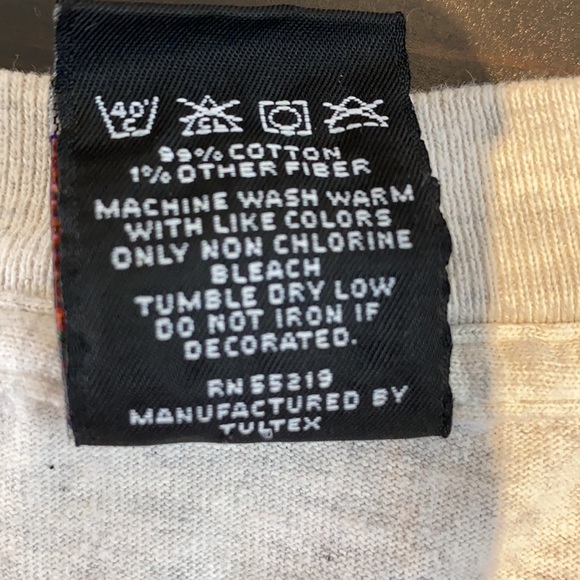 40°C CL
99% COTTON
1% OTHER FIBER
MACHINE WASH WARM
WITH LIKE COLORS
ONLY NON CHLORINE
BLEACH
TUMBLE DRY LOW
DO NOT IRON IF
DECORATED.
RN 55219
MANUFACTURED BY
TULTEX